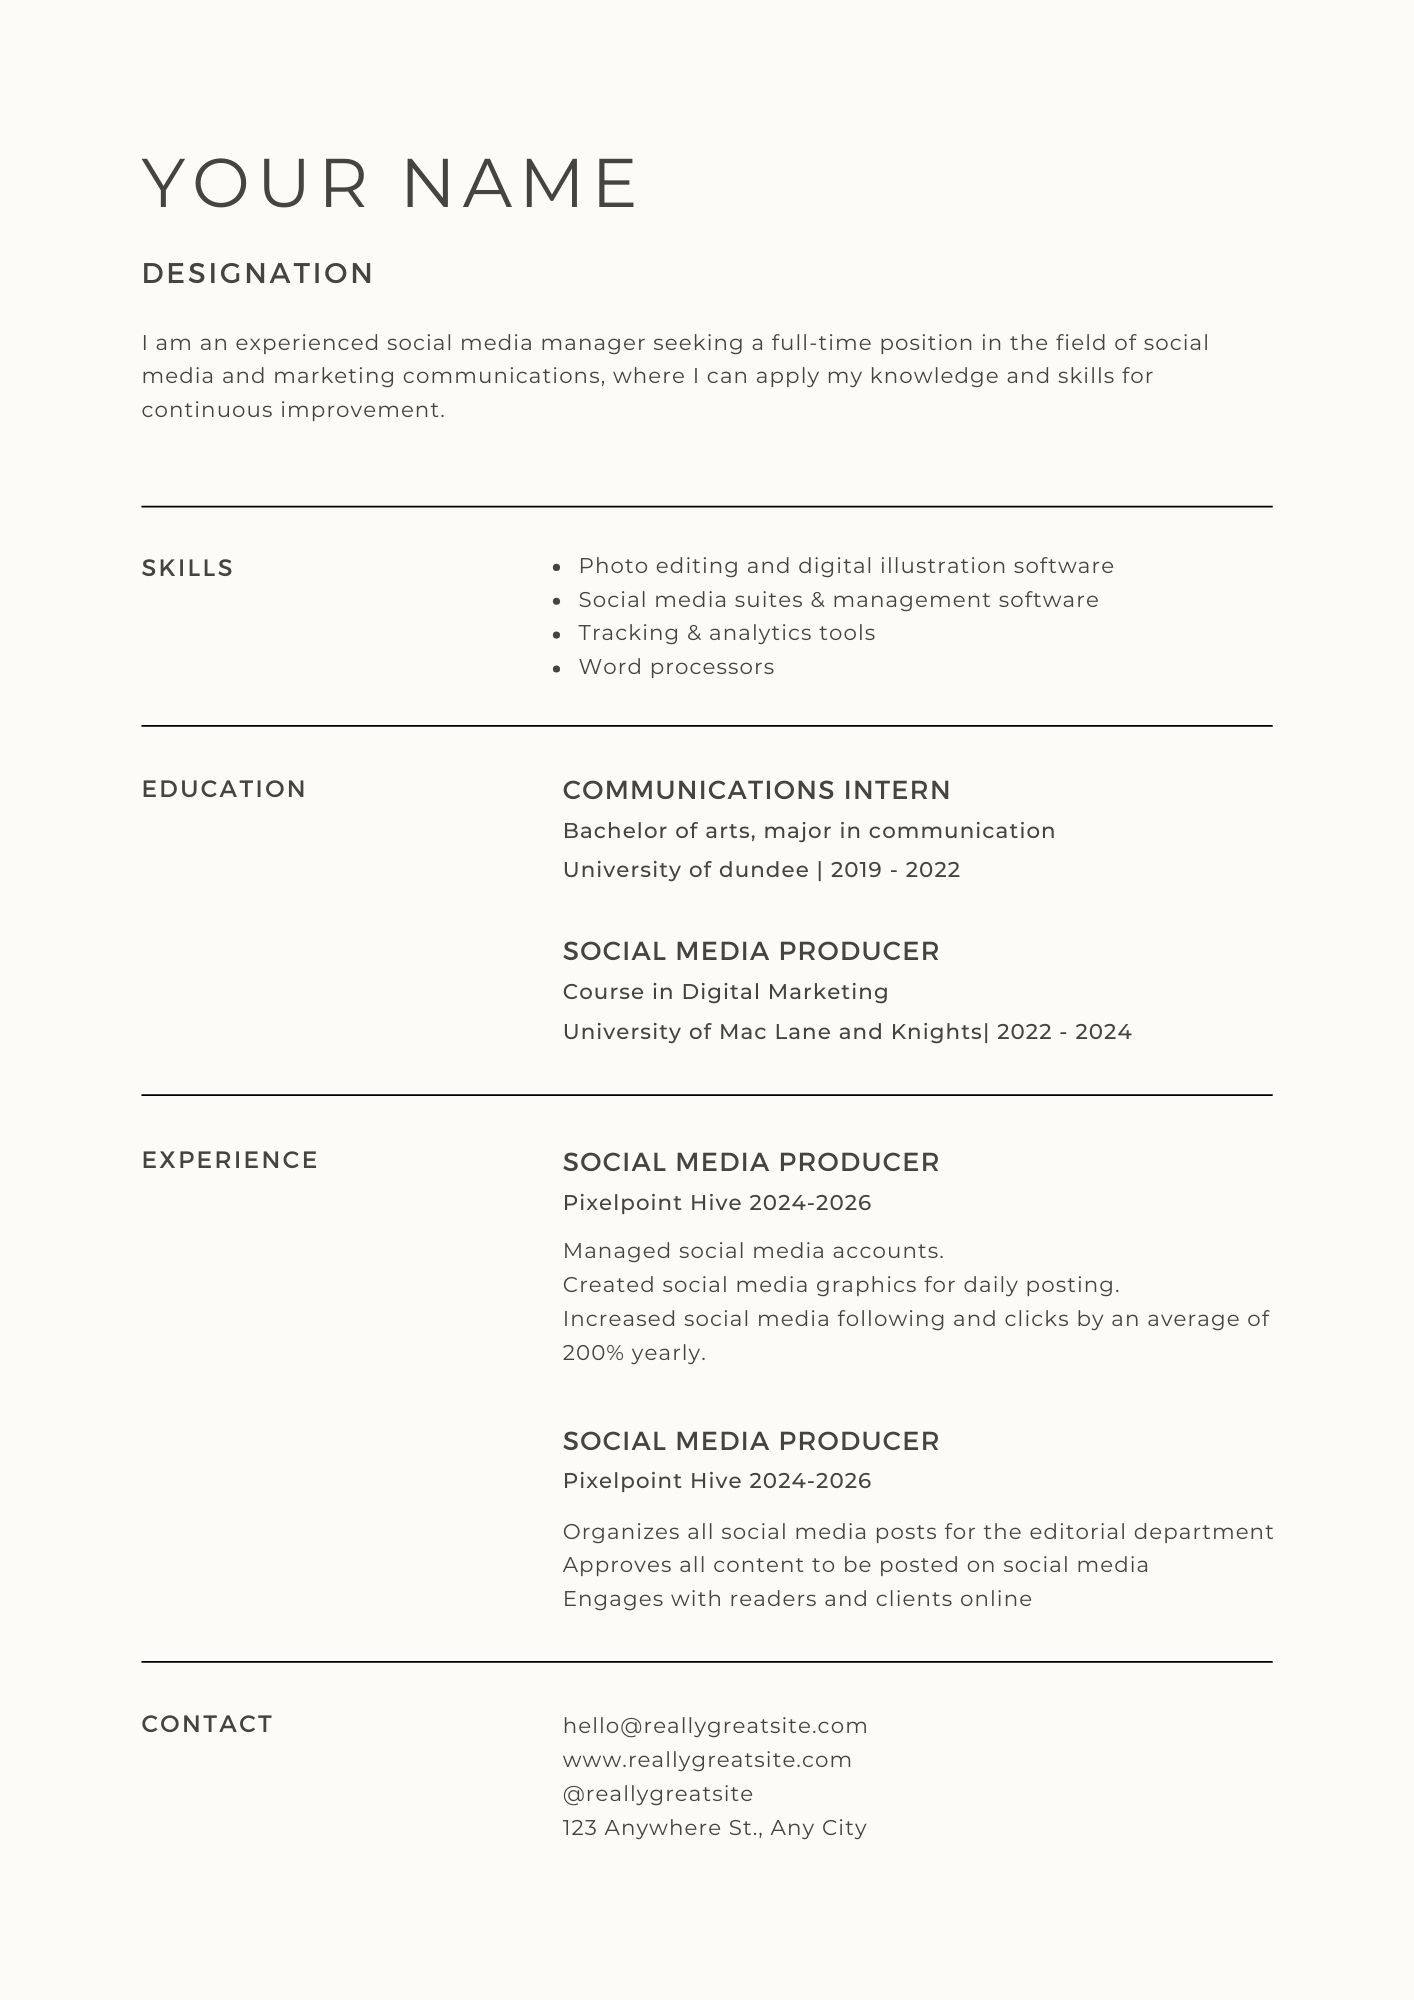 YOUR NAME
DESIGNATION
I am an experienced social media manager seeking a full-time position in the field of social
media and marketing communications, where I can apply my knowledge and skills for
continuous improvement.
SKILLS
• Photo editing and digital illustration software
• Social media suites & management software
• Tracking & analytics tools
• Word processors
EDUCATION
COMMUNICATIONS INTERN
Bachelor of arts, major in communication
University of dundee | 2019 - 2022
SOCIAL MEDIA PRODUCER
Course in Digital Marketing
University of Mac Lane and Knights| 2022 - 2024
EXPERIENCE
SOCIAL MEDIA PRODUCER
Pixelpoint Hive 2024-2026
Managed social media accounts.
Created social media graphics for daily posting.
Increased social media following and clicks by an average of
200% yearly.
SOCIAL MEDIA PRODUCER
Pixelpoint Hive 2024-2026
Organizes all social media posts for the editorial department
Approves all content to be posted on social media
Engages with readers and clients online
CONTACT
hello@reallygreatsite.com
www.reallygreatsite.com
@reallygreatsite
123 Anywhere St., Any City